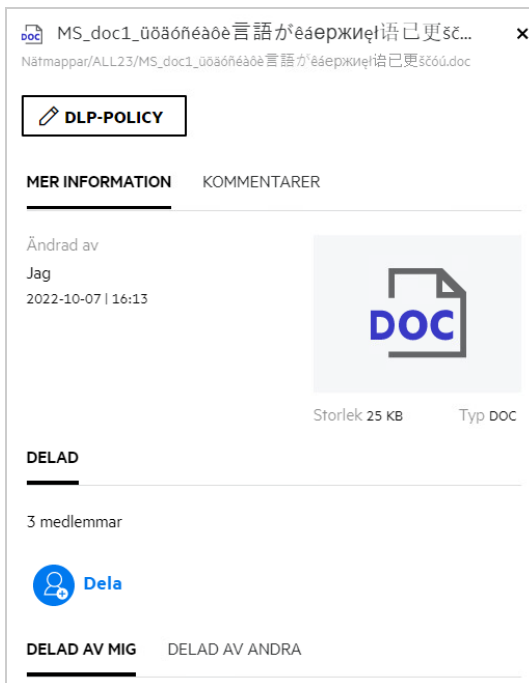 DOC MS_doc1_üöäóñéàôè言語がêáержиęł语已更šč...
Nätmappar/ALL23/MS_doc1_üöäóñéàôè言語がêáержиęł语已更ščóú.doc
DLP-POLICY
MER INFORMATION KOMMENTARER
Ändrad av
Jag
2022-10-07 | 16:13
DOC
Storlek 25 KB Typ DOC
DELAD
3 medlemmar
Dela
DELAD AV MIG DELAD AV ANDRA